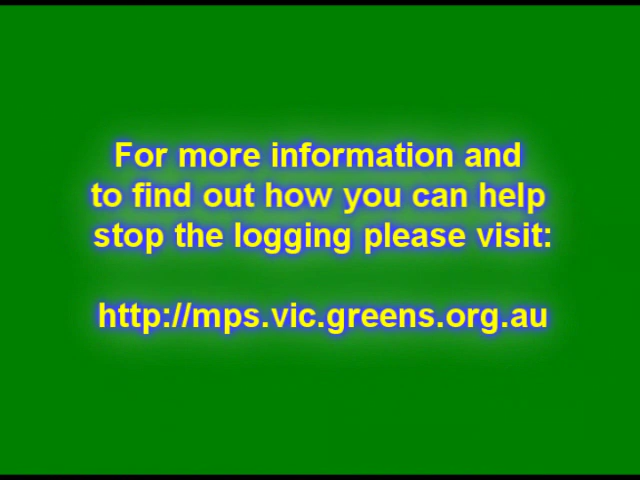 For more information and
to find out how you can help
stop the logging please visit:
http://mps.vic.greens.org.au